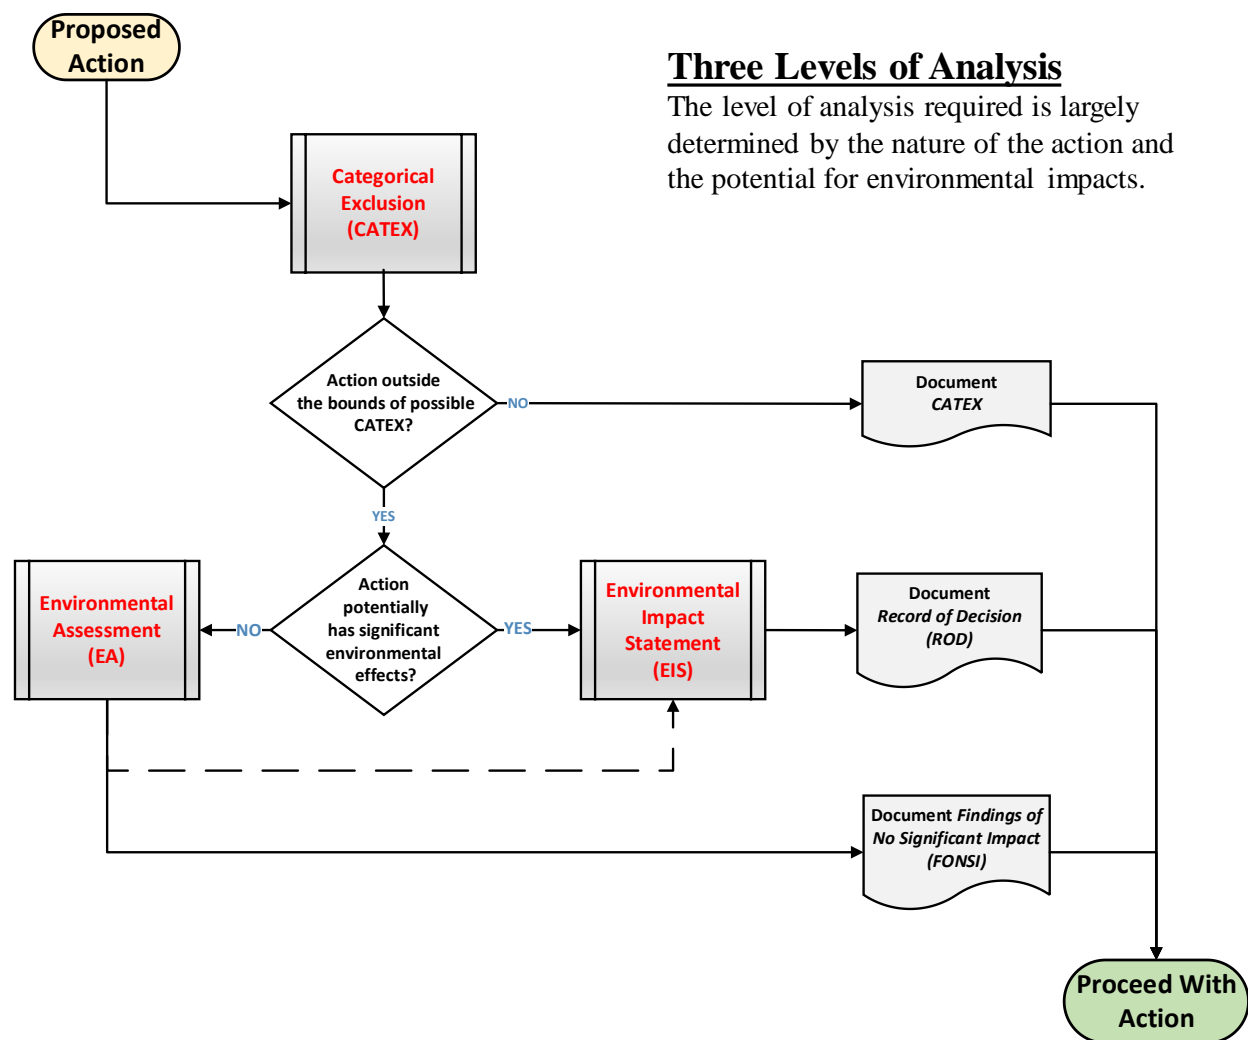 Proposed
Action
Three Levels of Analysis
The level of analysis required is largely
determined by the nature of the action and
the potential for environmental impacts.
Categorical
Exclusion
(CATEX)
Action outside
the bounds of possible
CATEX?
NO
Document
CATEX
YES
Environmental
Assessment
(EA)
NO
Action
potentially
has significant
environmental
effects?
YES
Environmental
Impact
Statement
(EIS)
Document
Record of Decision
(ROD)
Document Findings of
No Significant Impact
(FONSI)
Proceed With
Action